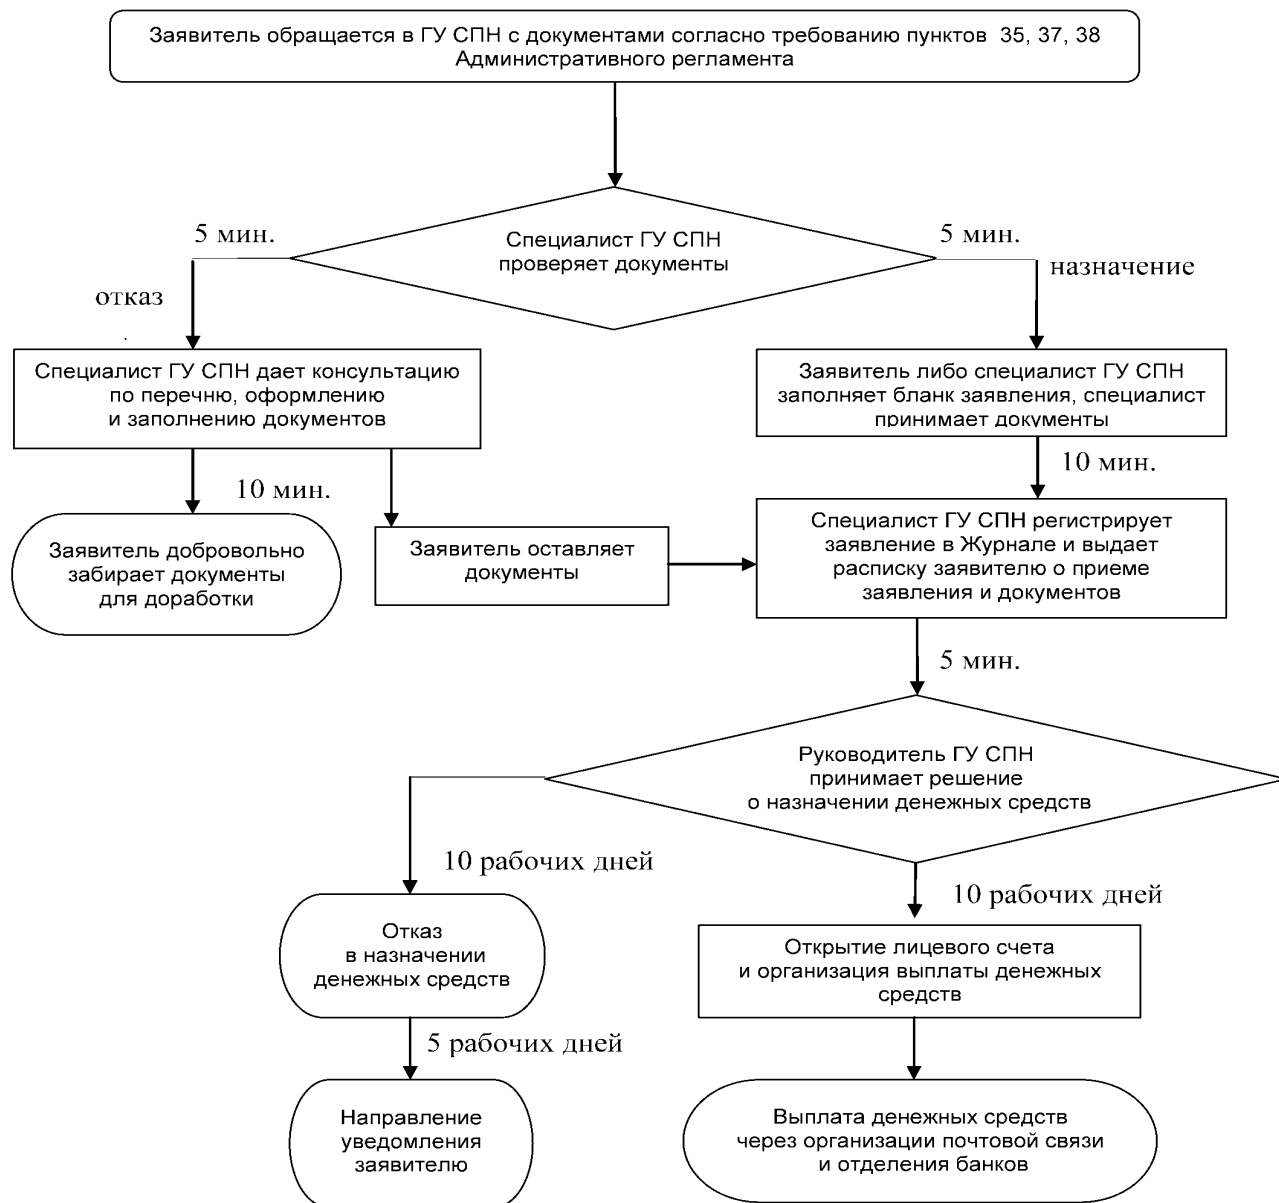 Заявитель обращается в ГУ СПН с документами согласно требованию пунктов 35, 37, 38
Административного регламента
5 мин.
Специалист ГУ СПН
проверяет документы
5 мин.
отказ
назначение
Специалист ГУ СПН дает консультацию
по перечню, оформлению
и заполнению документов
Заявитель либо специалист ГУ СПН
заполняет бланк заявления, специалист
принимает документы
10 мин.
10 мин.
Заявитель добровольно
забирает документы
для доработки
Заявитель оставляет
документы
Специалист ГУ СПН регистрирует
заявление в Журнале и выдает
расписку заявителю о приеме
заявления и документов
5 мин.
Руководитель ГУ СПН
принимает решение
о назначении денежных средств
10 рабочих дней
10 рабочих дней
Отказ
в назначении
денежных средств
Открытие лицевого счета
и организация выплаты денежных
средств
5 рабочих дней
Направление
уведомления
заявителю
Выплата денежных средств
через организации почтовой связи
и отделения банков